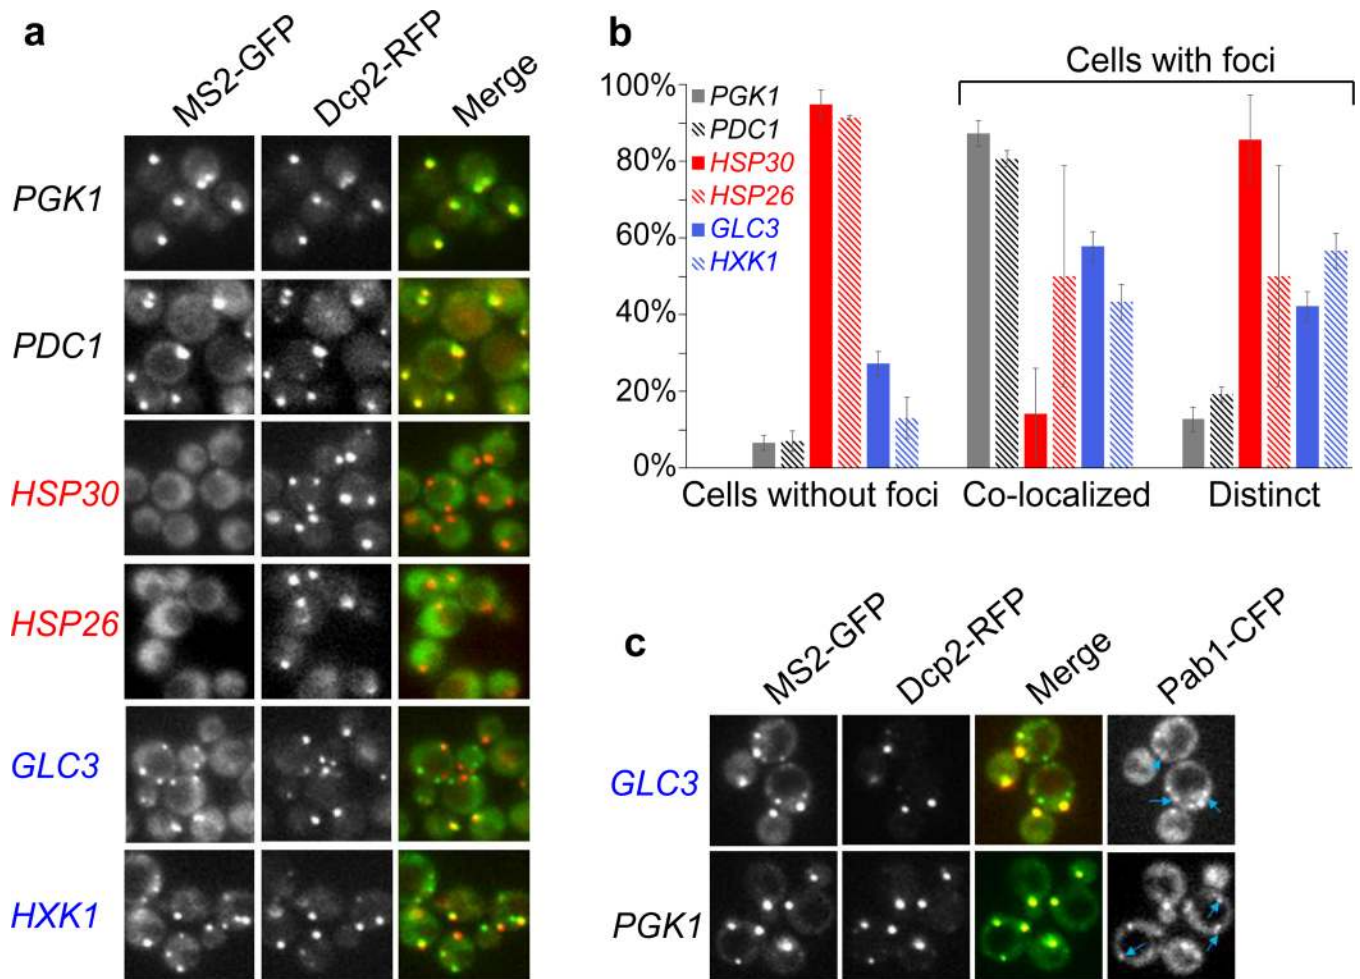 a
MS2-GFP
Dcp2-RFP
Merge
PGK1
PDC1
HSP30
HSP26
GLC3
HXK1
b
Cells with foci
100%
80%
60%
40%
20%
0%
PGK1
PDC1
HSP30
HSP26
GLC3
HXK1
Cells without foci
Co-localized
Distinct
c
MS2-GFP
Dcp2-RFP
Merge
Pab1-CFP
GLC3
PGK1